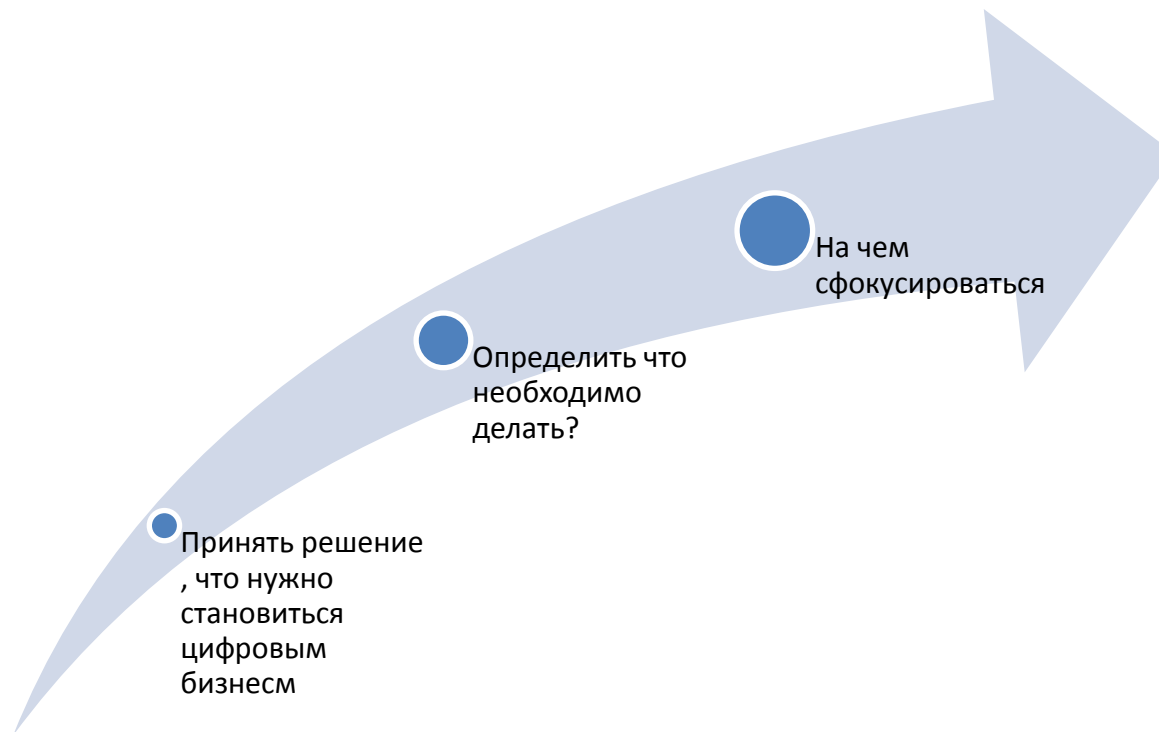 На чем
сфокусироваться
Определить что
необходимо
делать?
Принять решение
, что нужно
становиться
цифровым
бизнесм